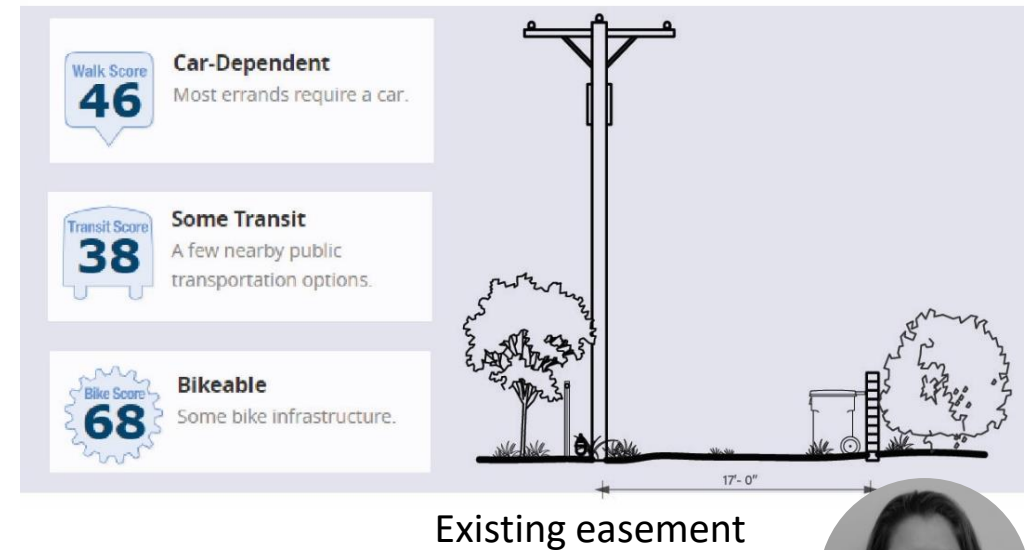 Walk Score
46
Car-Dependent
Most errands require a car.
Transit Score
38
Some Transit
A few nearby public
transportation options.
Bike Score
68
Bikeable
Some bike infrastructure.
17'- 0"
Existing easement